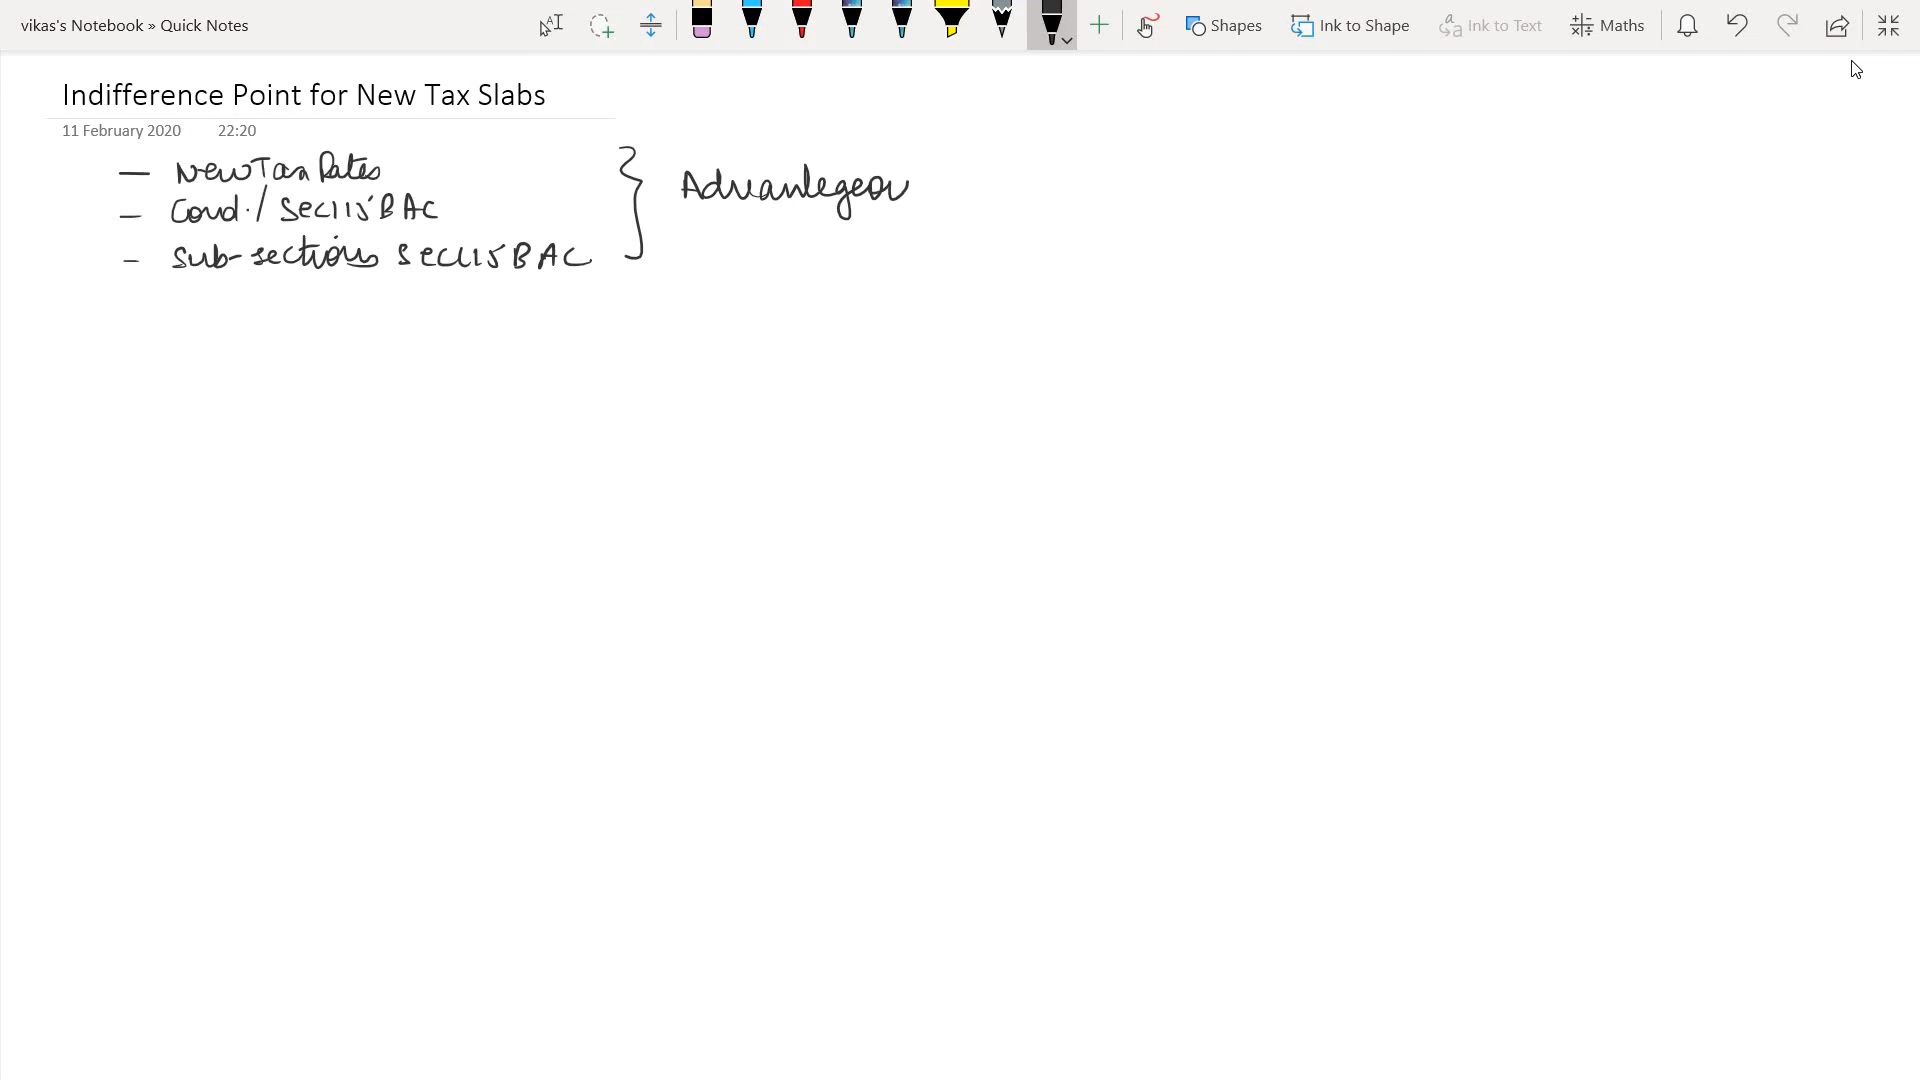 vikas's Notebook » Quick Notes
Shapes
Ink to Shape
Ink to Text
Maths
Indifference Point for New Tax Slabs
11 February 2020 22:20
— New Tax Rates
- Cond. / Sec115BAC
- Sub-sections Sec115BAC
Advantageou